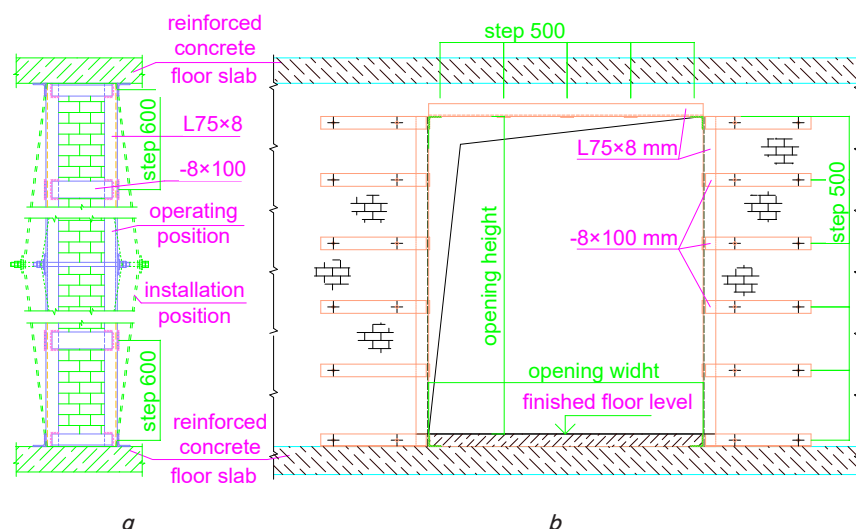 reinforced
concrete
floor slab
step 600
L75×8
-8×100
operating
position
installation
position
step 600
reinforced
concrete
floor slab
a
step 500
L75×8 mm
-8×100 mm
step 500
opening height
opening widht
finished floor level
b